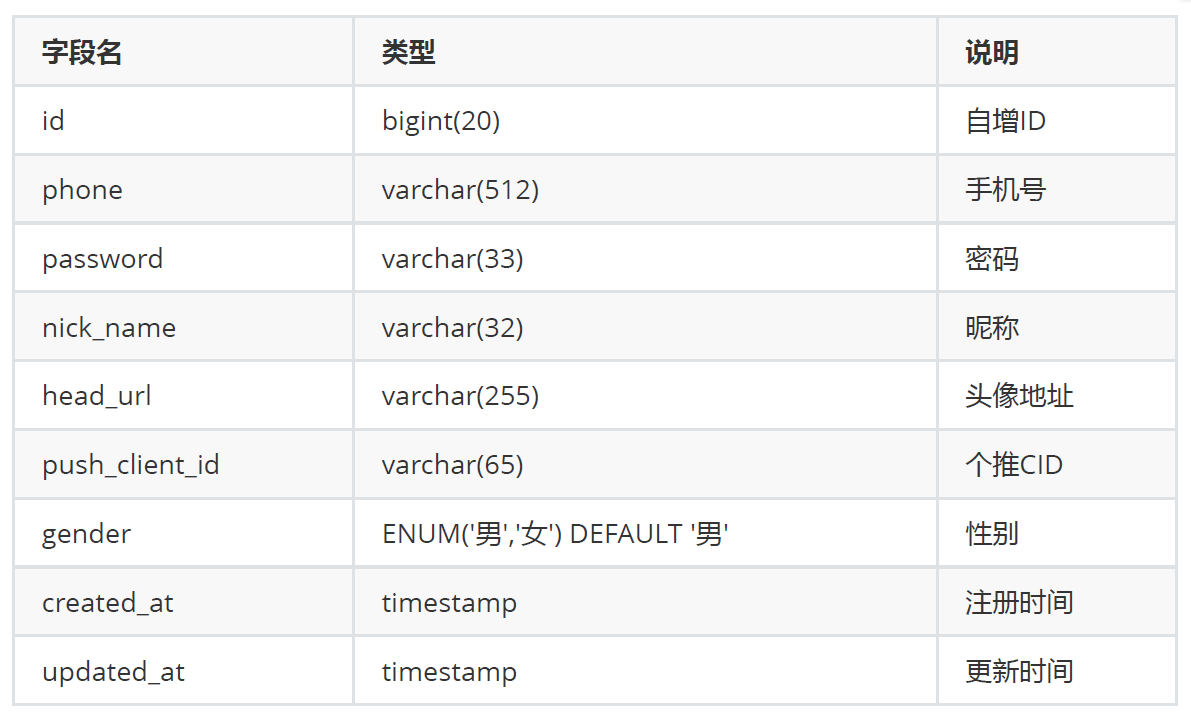 字段名 类型 说明
id bigint(20) 自增ID
phone varchar(512) 手机号
password varchar(33) 密码
nick_name varchar(32) 昵称
head_url varchar(255) 头像地址
push_client_id varchar(65) 个推CID
gender ENUM('男','女') DEFAULT '男' 性别
created_at timestamp 注册时间
updated_at timestamp 更新时间